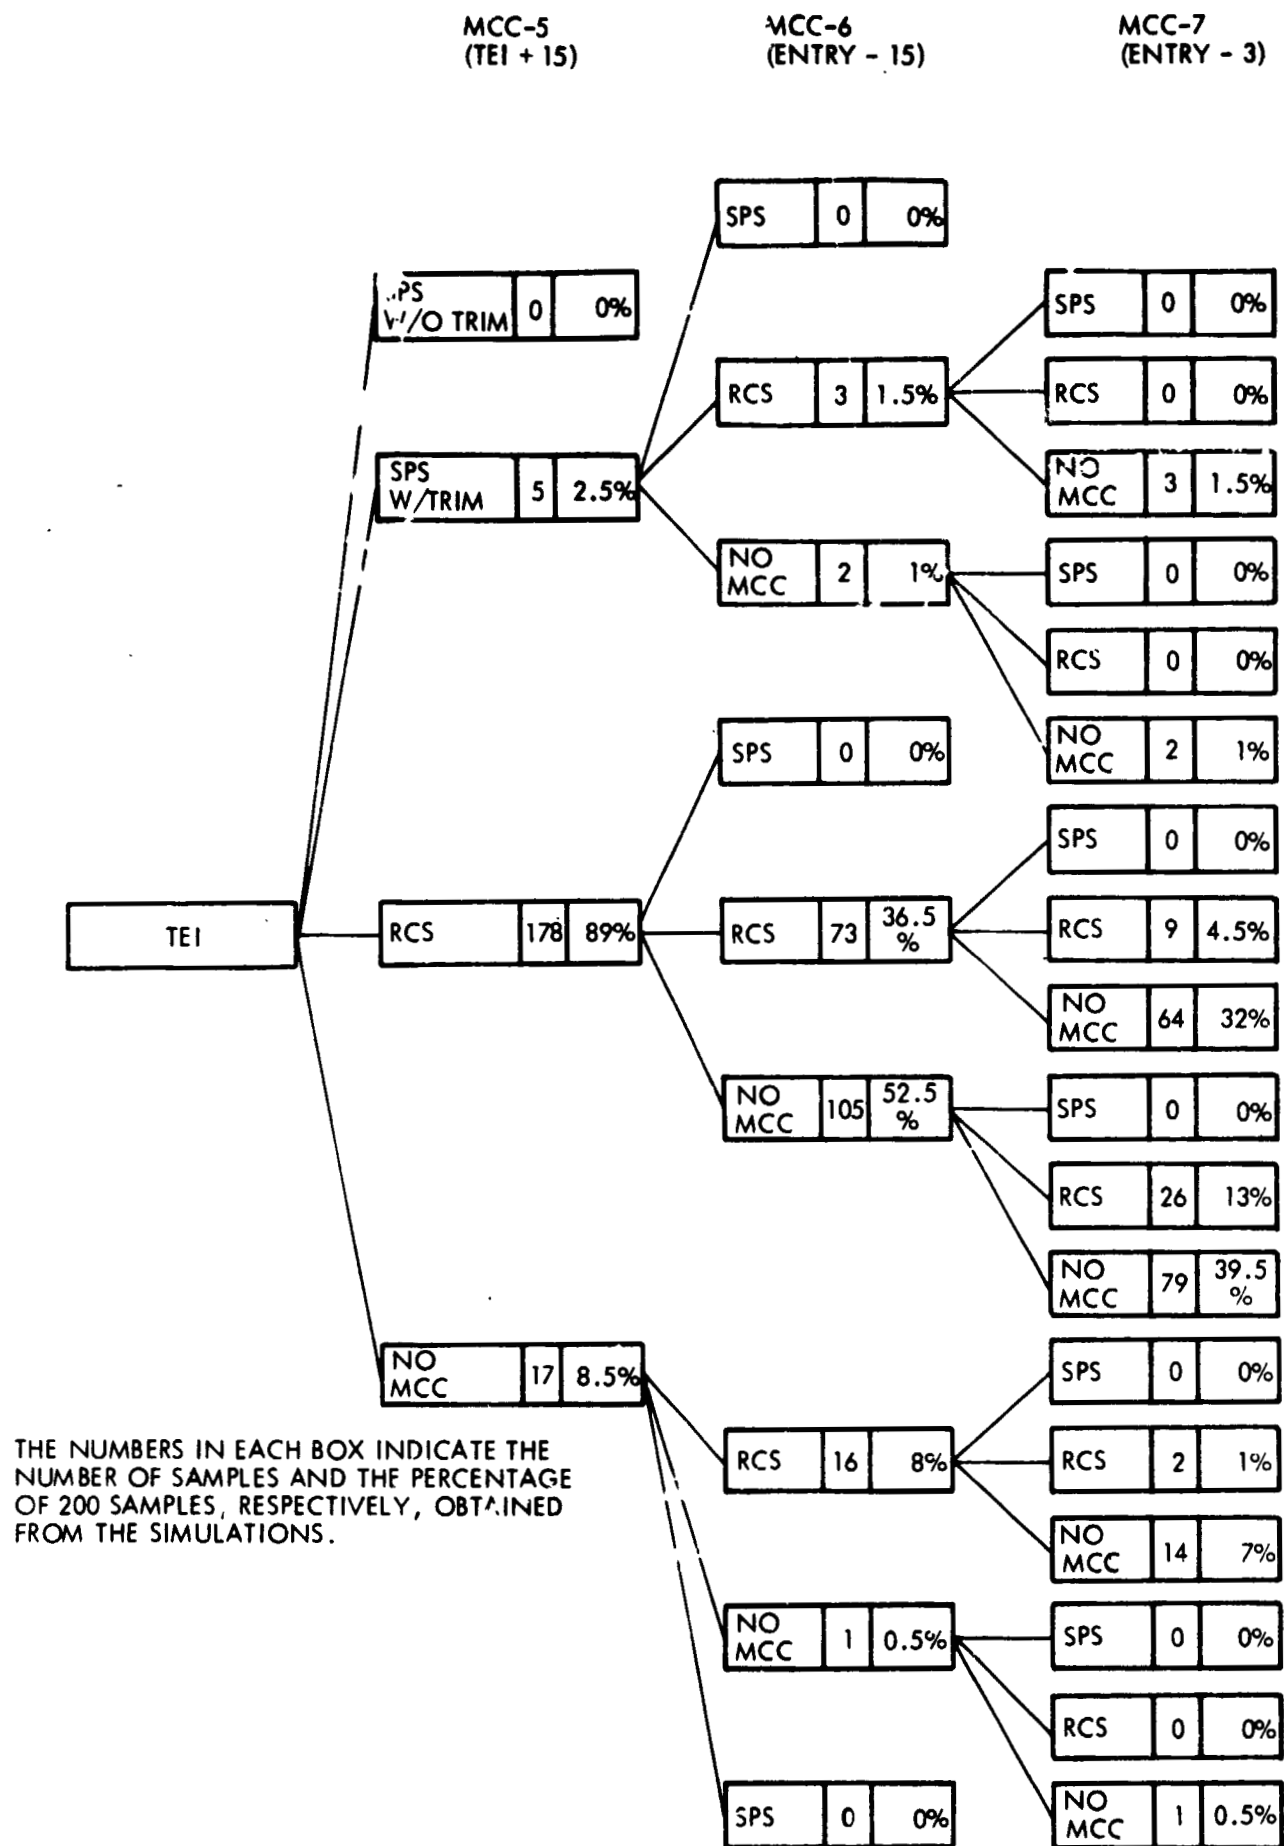 MCC-5
(TEI + 15)
MCC-6
(ENTRY - 15)
MCC-7
(ENTRY - 3)
SPS 0 0%
SPS
W/O TRIM 0 0%
SPS 0 0%
RCS 3 1.5%
RCS 0 0%
SPS
W/TRIM 5 2.5%
NO
MCC 3 1.5%
NO
MCC 2 1%
SPS 0 0%
RCS 0 0%
SPS 0 0%
NO
MCC 2 1%
SPS 0 0%
TEI
RCS 178 89%
RCS 73 36.5
%
RCS 9 4.5%
NO
MCC 64 32%
NO
MCC 105 52.5
%
SPS 0 0%
RCS 26 13%
NO
MCC 79 39.5
%
NO
MCC 17 8.5%
SPS 0 0%
THE NUMBERS IN EACH BOX INDICATE THE
NUMBER OF SAMPLES AND THE PERCENTAGE
OF 200 SAMPLES, RESPECTIVELY, OBTAINED
FROM THE SIMULATIONS.
RCS 16 8%
RCS 2 1%
NO
MCC 14 7%
NO
MCC 1 0.5%
SPS 0 0%
RCS 0 0%
SPS 0 0%
NO
MCC 1 0.5%